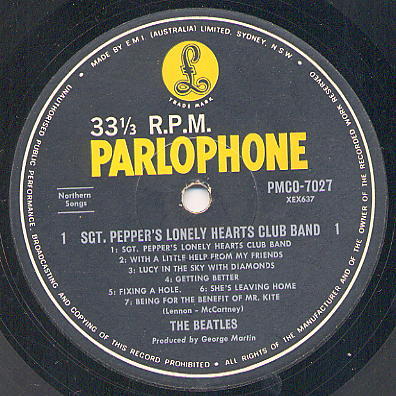 MADE BY E.M.I. (AUSTRALIA) LIMITED, SYDNEY, N.S.W. •
ALL RIGHTS OF THE MANUFACTURER AND OF THE OWNER OF THE RECORDED WORK RESERVED
UNAUTHORISED PUBLIC PERFORMANCE, BROADCASTING AND COPYING OF THIS RECORD PROHIBITED •
£
TRADE MARK
33⅓ R.P.M.
PARLOPHONE
Northern
Songs
PMCO-7027
XEX637
1 SGT. PEPPER'S LONELY HEARTS CLUB BAND 1
1: SGT. PEPPER'S LONELY HEARTS CLUB BAND
2: WITH A LITTLE HELP FROM MY FRIENDS
3: LUCY IN THE SKY WITH DIAMONDS
4: GETTING BETTER
5: FIXING A HOLE. 6: SHE'S LEAVING HOME
7: BEING FOR THE BENEFIT OF MR. KITE
(Lennon - McCartney)
THE BEATLES
Produced by George Martin